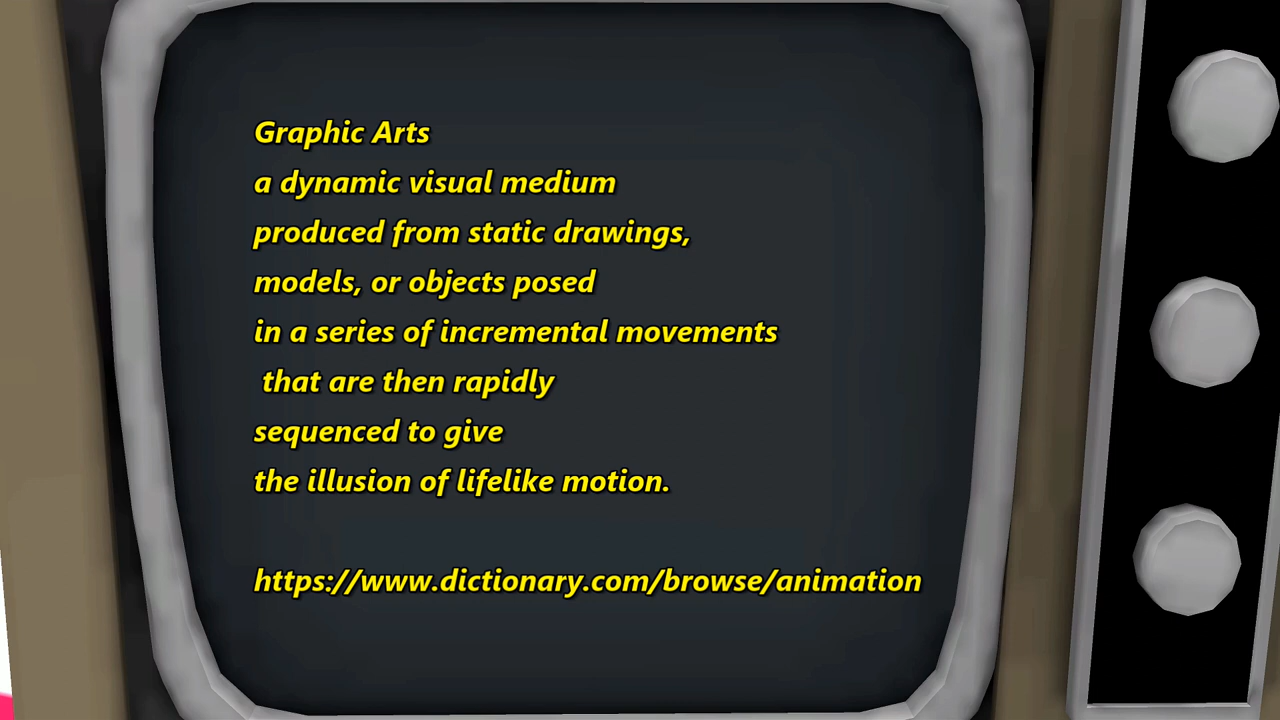 Graphic Arts
a dynamic visual medium
produced from static drawings,
models, or objects posed
in a series of incremental movements
that are then rapidly
sequenced to give
the illusion of lifelike motion.
https://www.dictionary.com/browse/animation